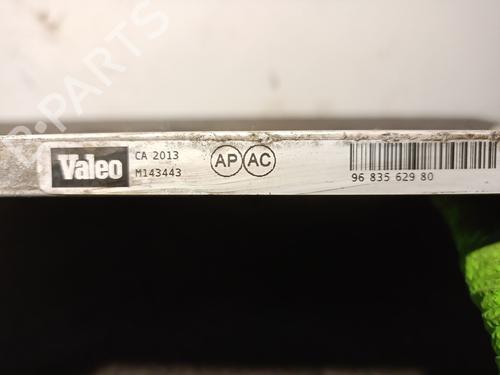 B-PARTS
Valeo
CA 2013
M143443
AP AC
96 835 629 80